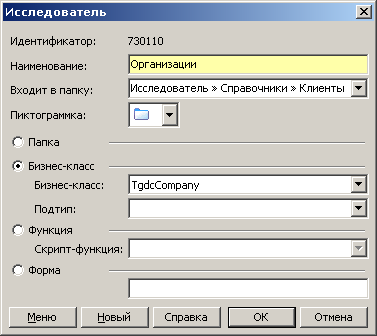 Исследователь
Идентификатор: 730110
Наименование: Организации
Входит в папку: Исследователь » Справочники » Клиенты
Пиктограммка:
Папка
Бизнес-класс
Бизнес-класс: TgdcCompany
Подтип:
Функция
Скрипт-функция:
Форма
Меню Новый Справка OK Отмена